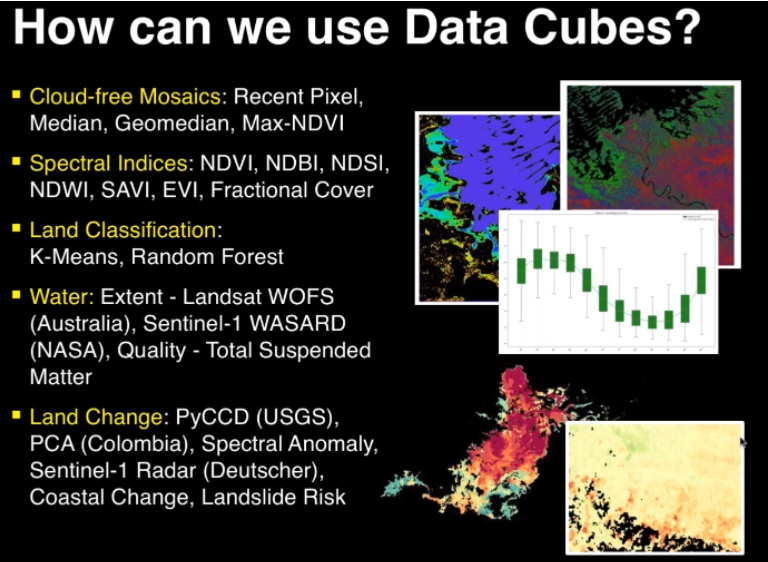 How can we use Data Cubes?
▪ Cloud-free Mosaics: Recent Pixel,
Median, Geomedian, Max-NDVI
▪ Spectral Indices: NDVI, NDBI, NDSI,
NDWI, SAVI, EVI, Fractional Cover
▪ Land Classification:
K-Means, Random Forest
▪ Water: Extent - Landsat WOFS
(Australia), Sentinel-1 WASARD
(NASA), Quality - Total Suspended
Matter
▪ Land Change: PyCCD (USGS),
PCA (Colombia), Spectral Anomaly,
Sentinel-1 Radar (Deutscher),
Coastal Change, Landslide Risk